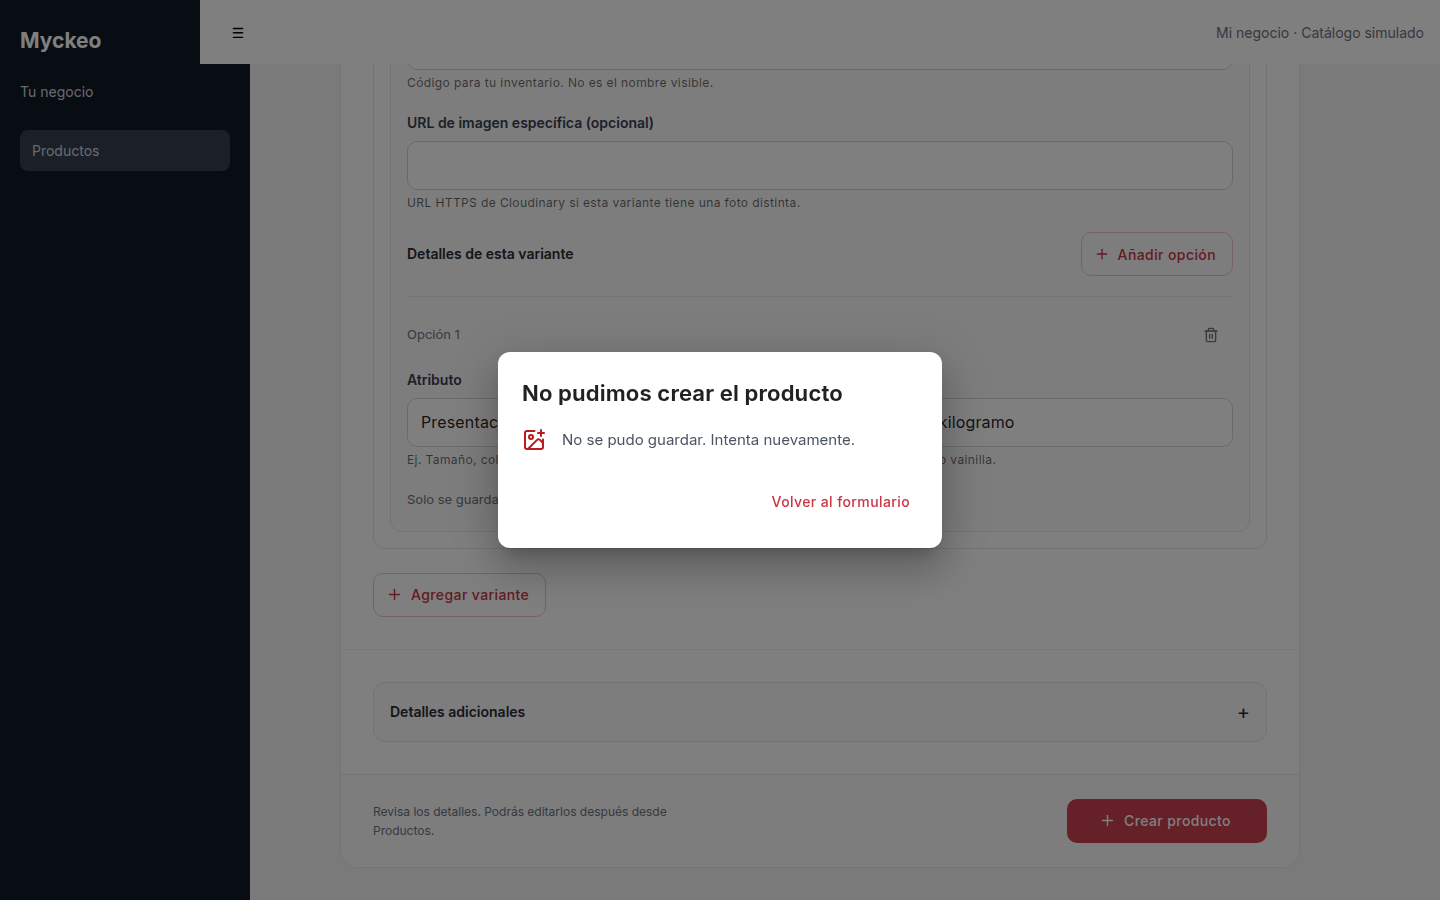 Myckeo
Tu negocio
Productos
Mi negocio · Catálogo simulado
Código para tu inventario. No es el nombre visible.
URL de imagen específica (opcional)
URL HTTPS de Cloudinary si esta variante tiene una foto distinta.
Detalles de esta variante
Añadir opción
Opción 1
Atributo
No pudimos crear el producto
No se pudo guardar. Intenta nuevamente.
Volver al formulario
kilogramo
Ej. Tamaño,
vainilla.
Solo se
Agregar variante
Detalles adicionales
Revisa los detalles. Podrás editarlos después desde
Productos.
Crear producto